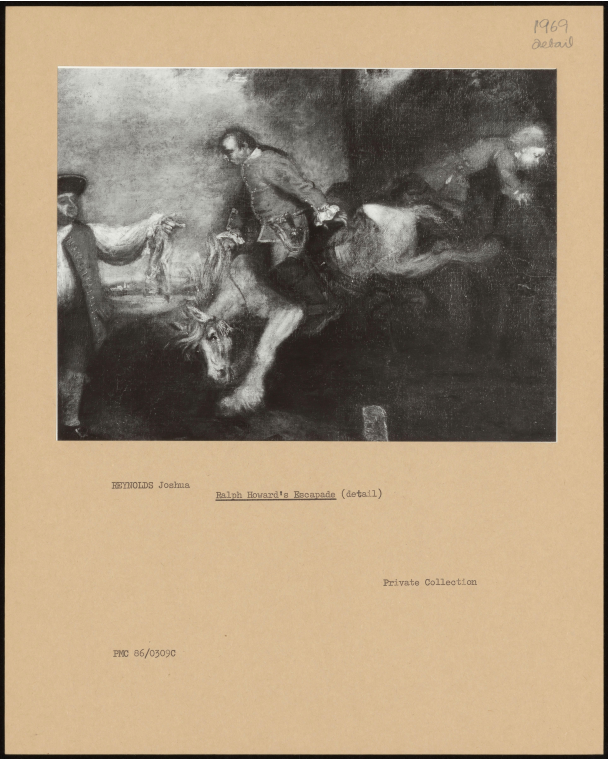 1969
detail
REYNOLDS Joshua
Ralph Howard's Escapade (detail)
Private Collection
PMC 86/0309C